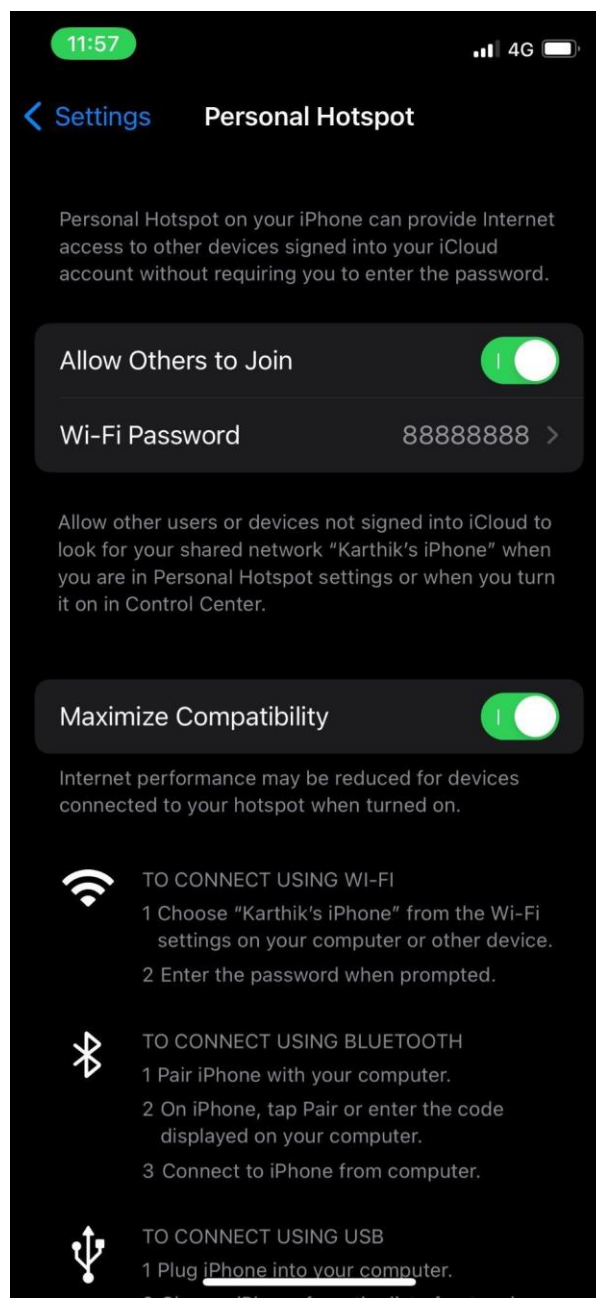 11:57
4G
Settings Personal Hotspot
Personal Hotspot on your iPhone can provide Internet
access to other devices signed into your iCloud
account without requiring you to enter the password.
Allow Others to Join
Wi-Fi Password 88888888
Allow other users or devices not signed into iCloud to
look for your shared network “Karthik’s iPhone” when
you are in Personal Hotspot settings or when you turn
it on in Control Center.
Maximize Compatibility
Internet performance may be reduced for devices
connected to your hotspot when turned on.
TO CONNECT USING WI-FI
1 Choose “Karthik’s iPhone” from the Wi-Fi
settings on your computer or other device.
2 Enter the password when prompted.
TO CONNECT USING BLUETOOTH
1 Pair iPhone with your computer.
2 On iPhone, tap Pair or enter the code
displayed on your computer.
3 Connect to iPhone from computer.
TO CONNECT USING USB
1 Plug iPhone into your computer.